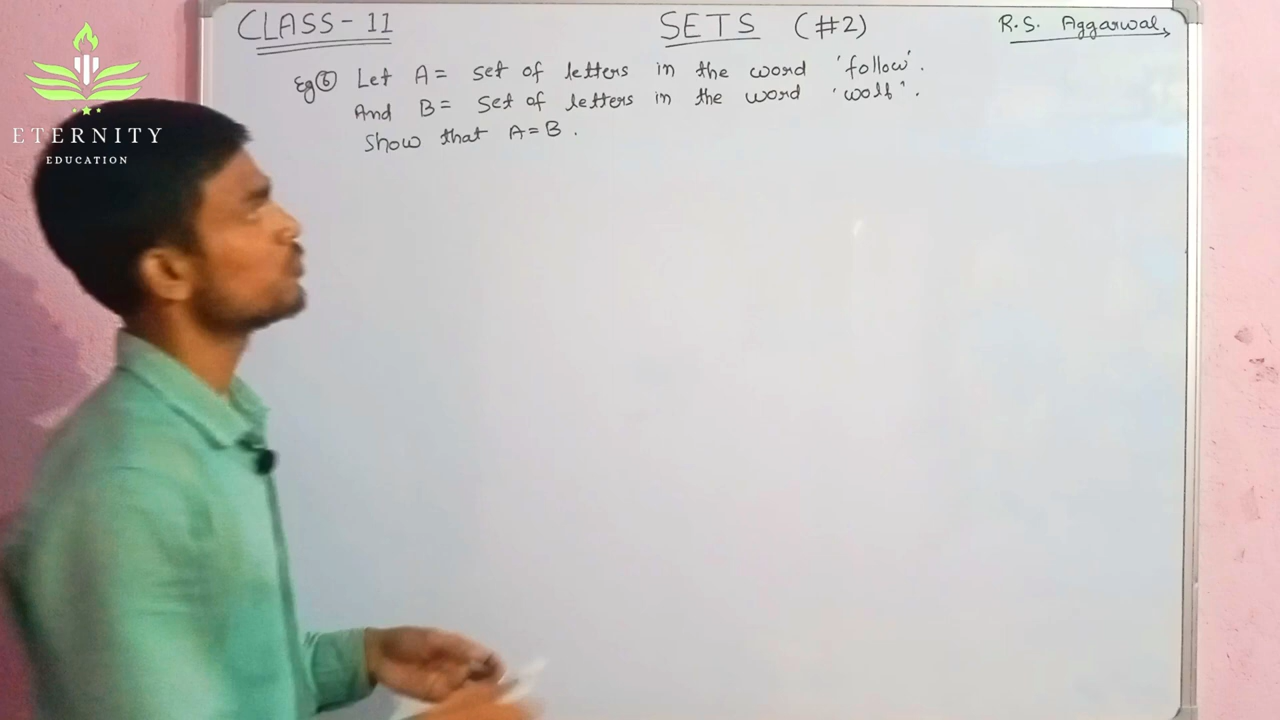 CLASS-11 SETS (#2) R.S. Aggarwal
Eg⑥ Let A = set of letters in the word 'follow'.
And B = set of letters in the word 'wolf'.
Show that A=B.
ETERNITY
EDUCATION